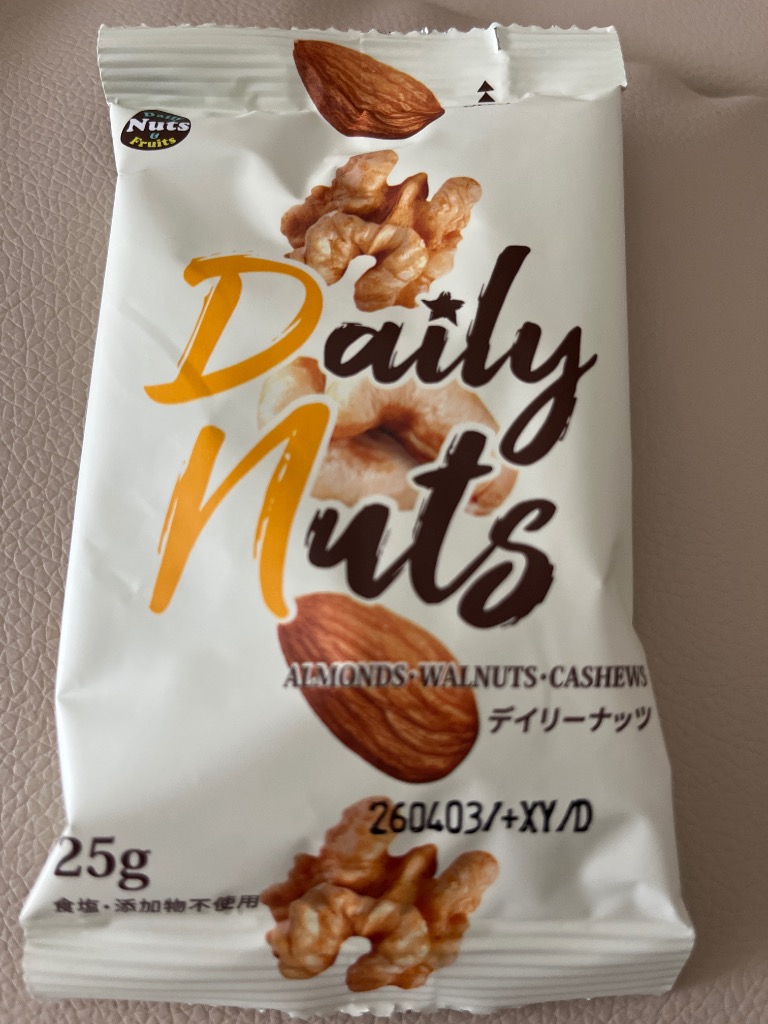 Daily
Nuts
&
Fruits
Daily
Nuts
ALMONDS・WALNUTS・CASHEWS
デイリーナッツ
260403/+XY/D
25g
食塩・添加物不使用